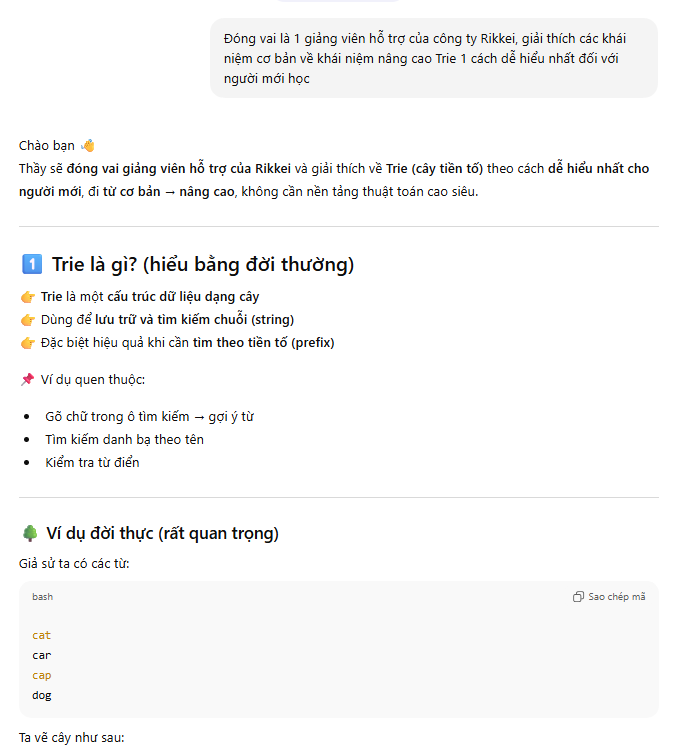 Đóng vai là 1 giảng viên hỗ trợ của công ty Rikkei, giải thích các khái
niệm cơ bản về khái niệm nâng cao Trie 1 cách dễ hiểu nhất đối với
người mới học
Chào bạn 👋
Thầy sẽ đóng vai giảng viên hỗ trợ của Rikkei và giải thích về Trie (cây tiền tố) theo cách dễ hiểu nhất cho
người mới, đi từ cơ bản → nâng cao, không cần nền tảng thuật toán cao siêu.
1️⃣ Trie là gì? (hiểu bằng đời thường)
👉 Trie là một cấu trúc dữ liệu dạng cây
👉 Dùng để lưu trữ và tìm kiếm chuỗi (string)
👉 Đặc biệt hiệu quả khi cần tìm theo tiền tố (prefix)
📌 Ví dụ quen thuộc:
• Gõ chữ trong ô tìm kiếm → gợi ý từ
• Tìm kiếm danh bạ theo tên
• Kiểm tra từ điển
🌳 Ví dụ đời thực (rất quan trọng)
Giả sử ta có các từ:
bash Sao chép mã
cat
car
cap
dog
Ta vẽ cây như sau: